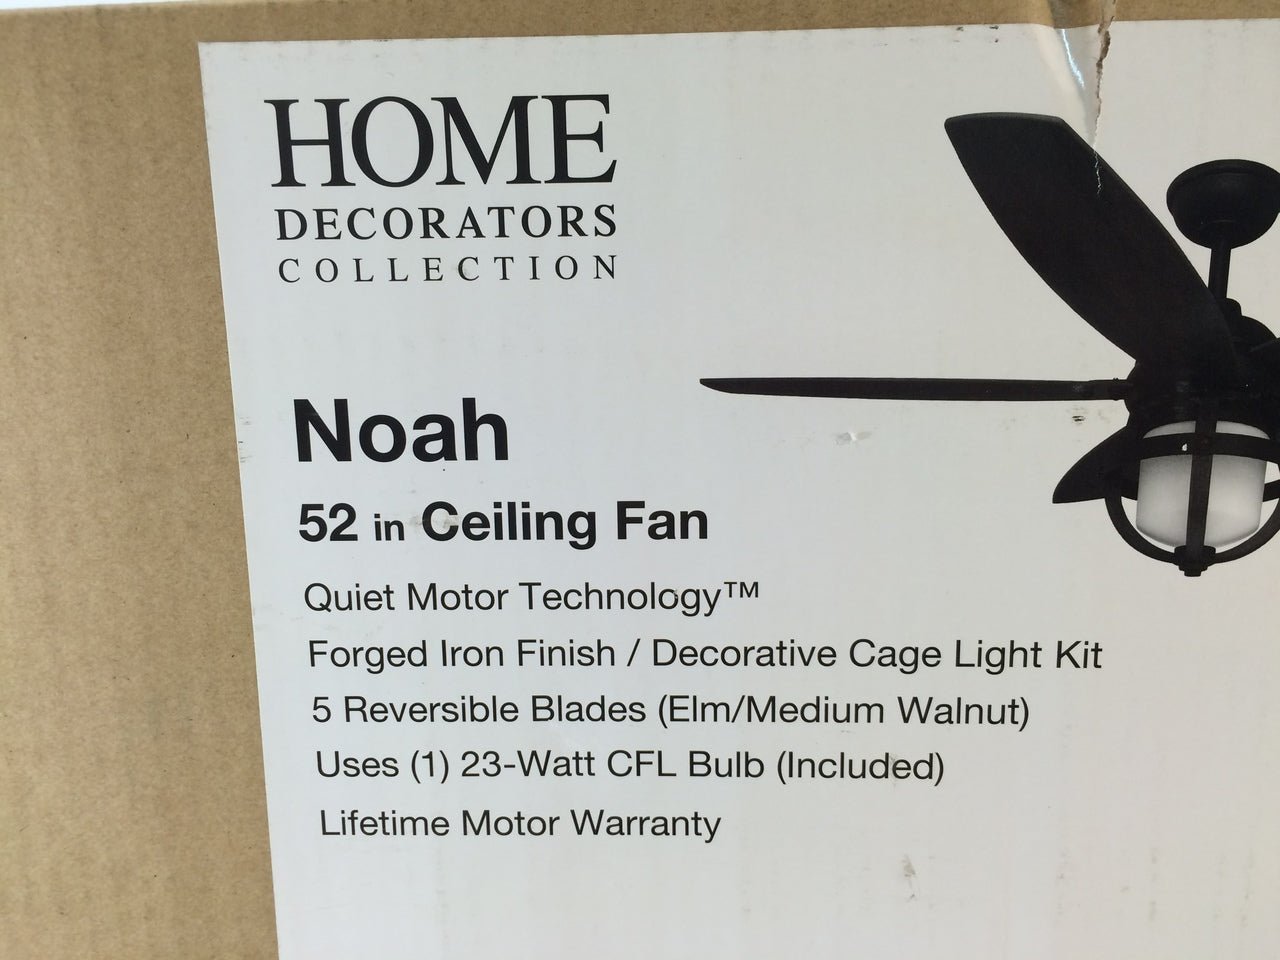 HOME
DECORATORS
COLLECTION
Noah
52 in Ceiling Fan
Quiet Motor Technology™
Forged Iron Finish / Decorative Cage Light Kit
5 Reversible Blades (Elm/Medium Walnut)
Uses (1) 23-Watt CFL Bulb (Included)
Lifetime Motor Warranty